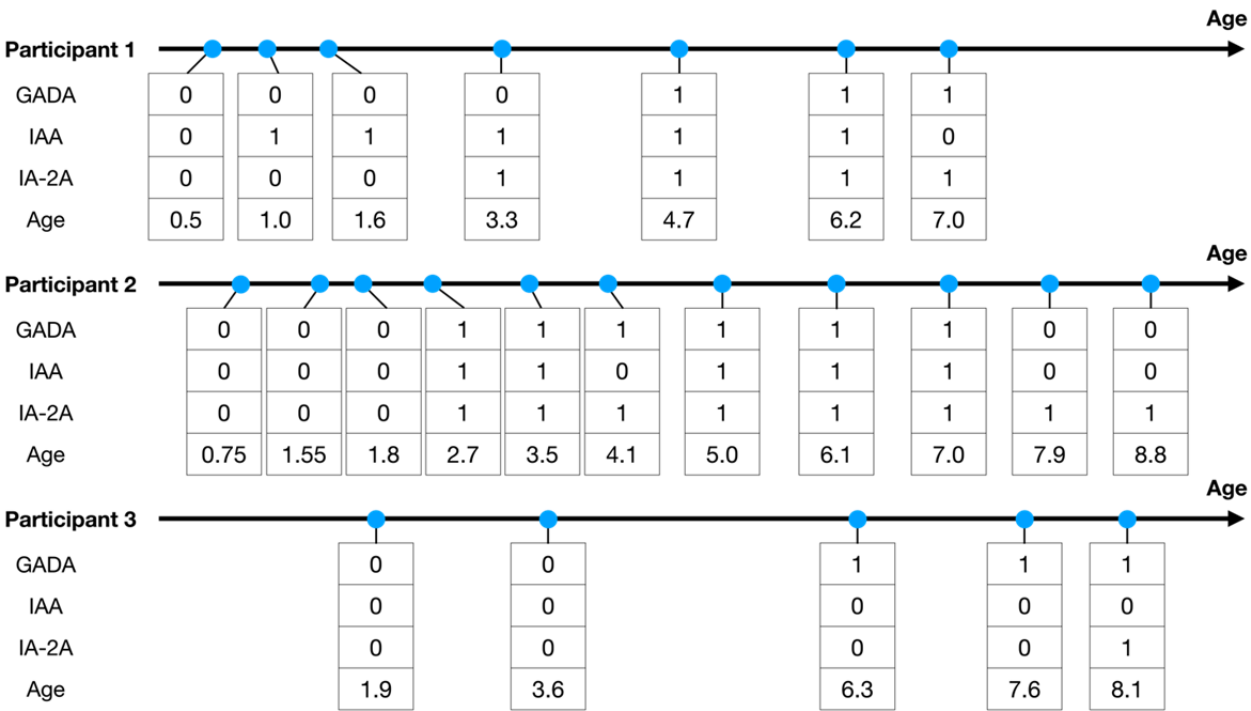 Age
Participant 1
GADA 0 0 0 0 1 1 1
IAA 0 1 1 1 1 1 0
IA-2A 0 0 0 1 1 1 1
Age 0.5 1.0 1.6 3.3 4.7 6.2 7.0
Age
Participant 2
GADA 0 0 0 1 1 1 1 1 1 0 0
IAA 0 0 0 1 1 0 1 1 1 0 0
IA-2A 0 0 0 1 1 1 1 1 1 1 1
Age 0.75 1.55 1.8 2.7 3.5 4.1 5.0 6.1 7.0 7.9 8.8
Age
Participant 3
GADA 0 0 1 1 1
IAA 0 0 0 0 0
IA-2A 0 0 0 0 1
Age 1.9 3.6 6.3 7.6 8.1